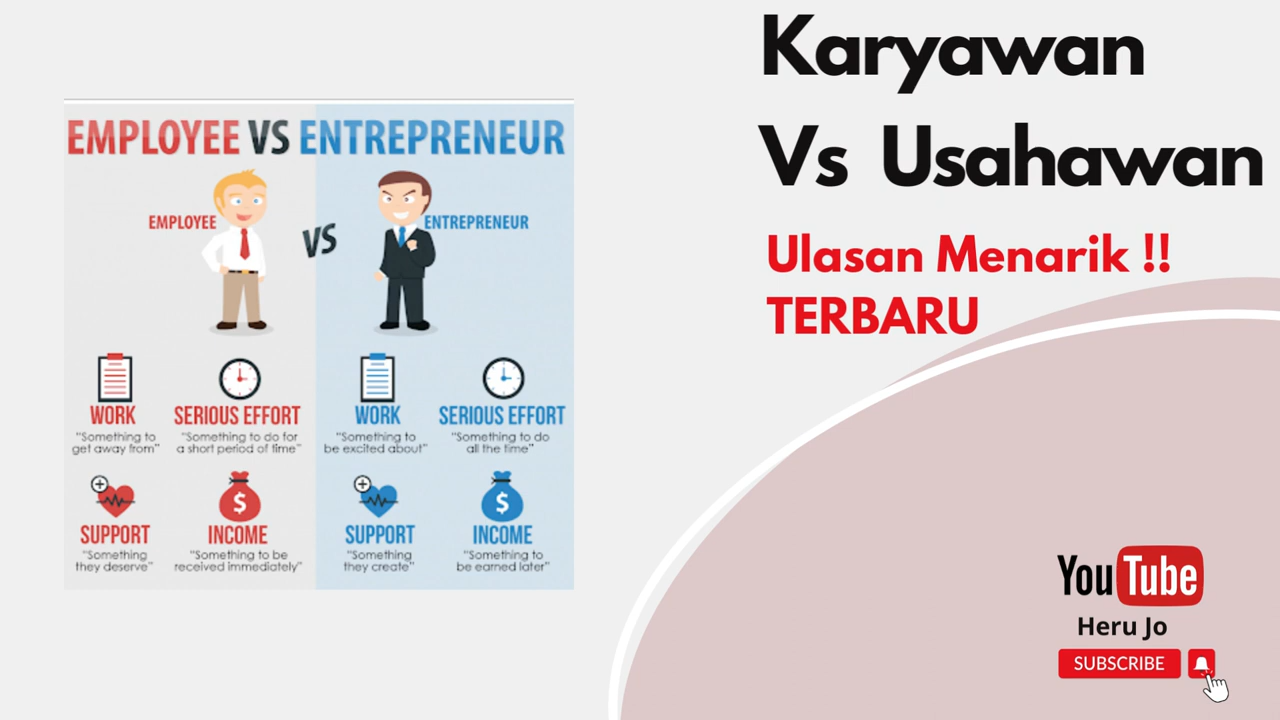 Karyawan
Vs Usahawan
Ulasan Menarik !!
TERBARU
EMPLOYEE VS ENTREPRENEUR
EMPLOYEE
VS
ENTREPRENEUR
WORK
"Something to
get away from"
SERIOUS EFFORT
"Something to do for
a short period of time"
WORK
"Something to
be excited about"
SERIOUS EFFORT
"Something to do
all the time"
SUPPORT
"Something
they deserve"
INCOME
"Something to be
received immediately"
SUPPORT
"Something
they create"
INCOME
"Something to
be earned later"
YouTube
Heru Jo
SUBSCRIBE